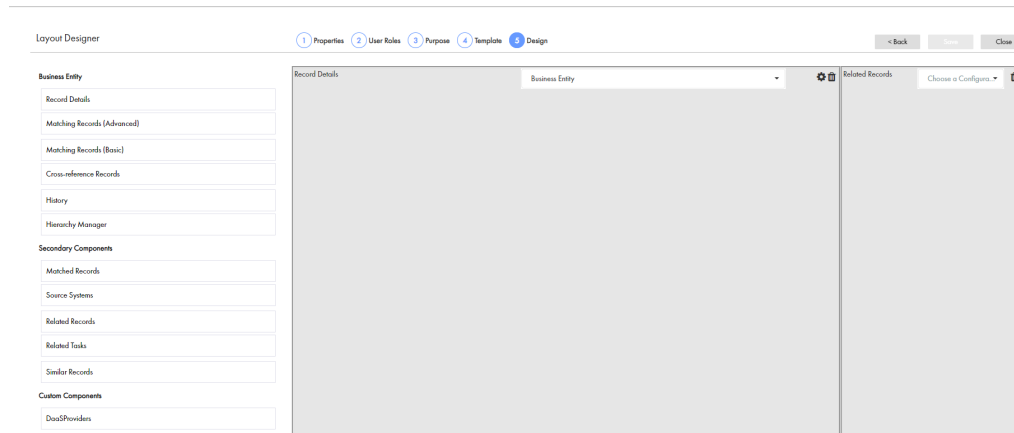 Layout Designer
1 Properties 2 User Roles 3 Purpose 4 Template 5 Design
< Back Save Close
Business Entity
Record Details
Matching Records (Advanced)
Matching Records (Basic)
Cross-reference Records
History
Hierarchy Manager
Secondary Components
Matched Records
Source Systems
Related Records
Related Tasks
Similar Records
Custom Components
DaaSProviders
Record Details
Business Entity
Related Records
Choose a Configura..